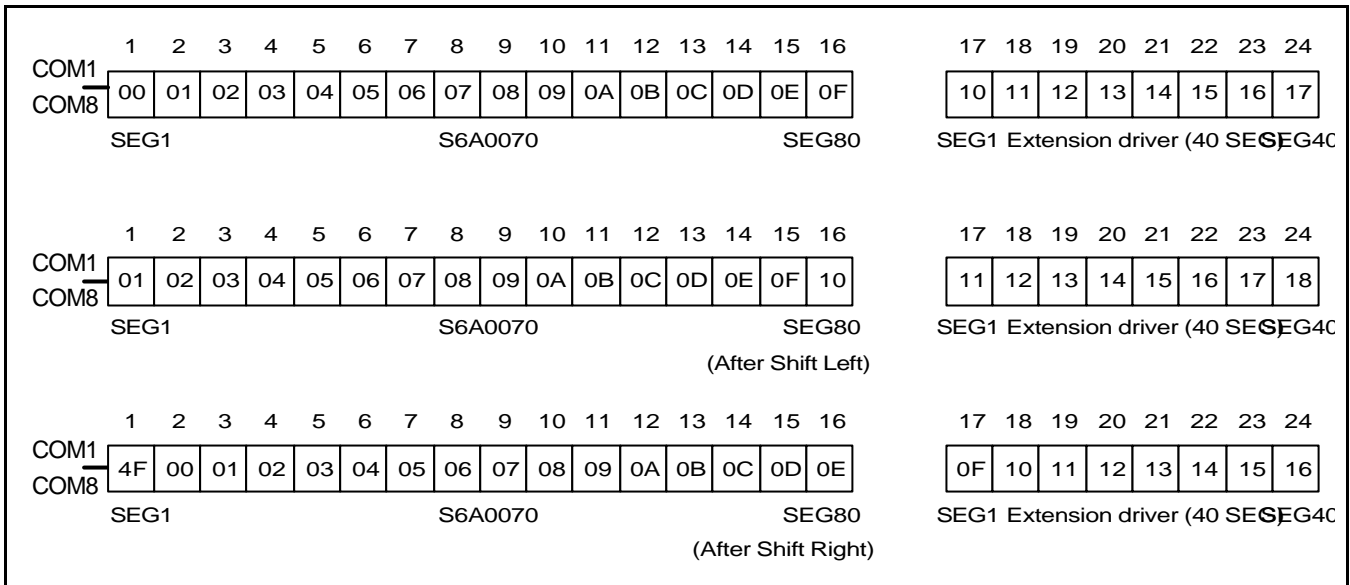 1 2 3 4 5 6 7 8 9 10 11 12 13 14 15 16 17 18 19 20 21 22 23 24
COM1
00 01 02 03 04 05 06 07 08 09 0A 0B 0C 0D 0E 0F 10 11 12 13 14 15 16 17
COM8
SEG1 S6A0070 SEG80 SEG1 Extension driver (40 SEG) SEG40
1 2 3 4 5 6 7 8 9 10 11 12 13 14 15 16 17 18 19 20 21 22 23 24
COM1
01 02 03 04 05 06 07 08 09 0A 0B 0C 0D 0E 0F 10 11 12 13 14 15 16 17 18
COM8
SEG1 S6A0070 SEG80 SEG1 Extension driver (40 SEG) SEG40
(After Shift Left)
1 2 3 4 5 6 7 8 9 10 11 12 13 14 15 16 17 18 19 20 21 22 23 24
COM1
4F 00 01 02 03 04 05 06 07 08 09 0A 0B 0C 0D 0E 0F 10 11 12 13 14 15 16
COM8
SEG1 S6A0070 SEG80 SEG1 Extension driver (40 SEG) SEG40
(After Shift Right)